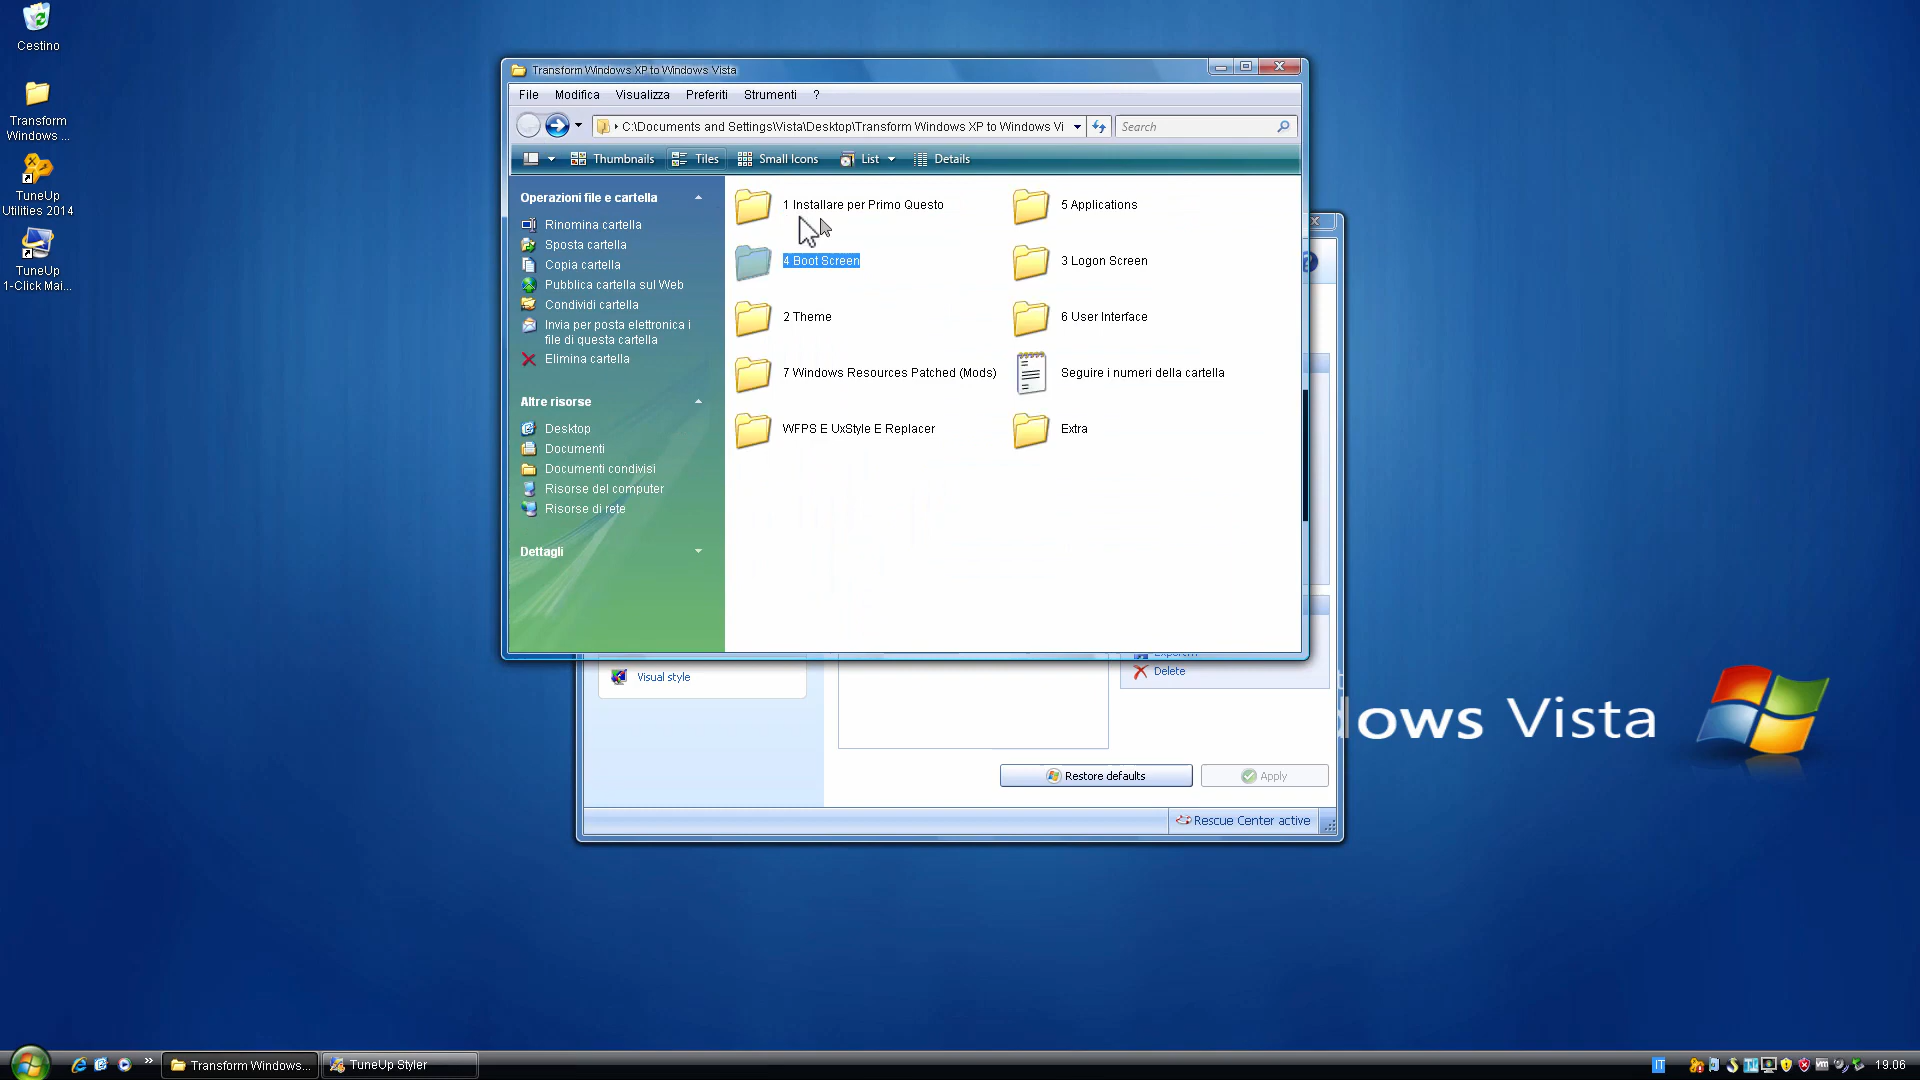 Cestino
Transform
Windows ...
TuneUp
Utilities 2014
TuneUp
1-Click Mai...
Transform Windows XP to Windows Vista
File Modifica Visualizza Preferiti Strumenti ?
C:\Documents and Settings\Vista\Desktop\Transform Windows XP to Windows Vi
Search
Thumbnails Tiles Small Icons List Details
Operazioni file e cartella
Rinomina cartella
Sposta cartella
Copia cartella
Pubblica cartella sul Web
Condividi cartella
Invia per posta elettronica i
file di questa cartella
Elimina cartella
Altre risorse
Desktop
Documenti
Documenti condivisi
Risorse del computer
Risorse di rete
Dettagli
1 Installare per Primo Questo
5 Applications
4 Boot Screen
3 Logon Screen
2 Theme
6 User Interface
7 Windows Resources Patched (Mods)
Seguire i numeri della cartella
WFPS E UxStyle E Replacer
Extra
Visual style
Delete
Restore defaults
Apply
Rescue Center active
dows Vista
Transform Windows...
TuneUp Styler
IT
19.06